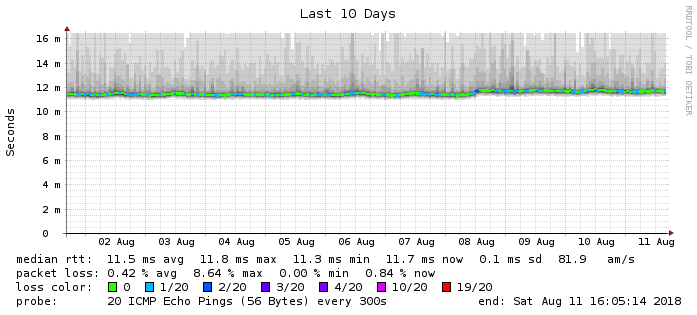 Last 10 Days
RRDTOOL / TOBI OETIKER
Seconds
16 m
14 m
12 m
10 m
8 m
6 m
4 m
2 m
0
02 Aug 03 Aug 04 Aug 05 Aug 06 Aug 07 Aug 08 Aug 09 Aug 10 Aug 11 Aug
median rtt: 11.5 ms avg 11.8 ms max 11.3 ms min 11.7 ms now 0.1 ms sd 81.9 am/s
packet loss: 0.42 % avg 8.64 % max 0.00 % min 0.84 % now
loss color: 0 1/20 2/20 3/20 4/20 10/20 19/20
probe: 20 ICMP Echo Pings (56 Bytes) every 300s end: Sat Aug 11 16:05:14 2018